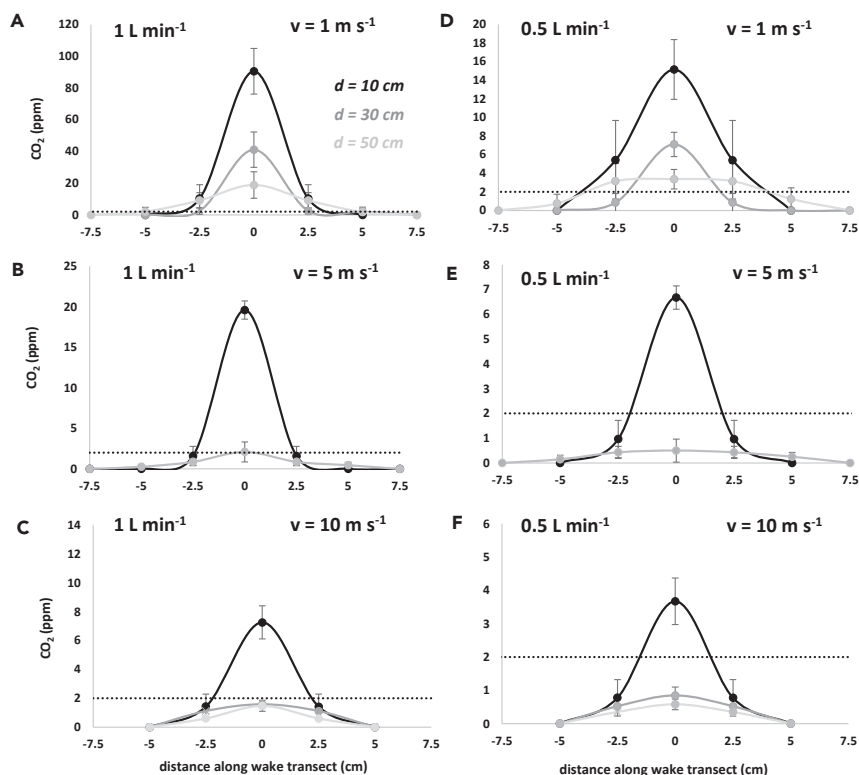 A
1 L min⁻¹
v = 1 m s⁻¹
d = 10 cm
d = 30 cm
d = 50 cm
CO₂ (ppm)
120
100
80
60
40
20
0
-7.5 -5 -2.5 0 2.5 5 7.5
D
0.5 L min⁻¹
v = 1 m s⁻¹
20
18
16
14
12
10
8
6
4
2
0
-7.5 -5 -2.5 0 2.5 5 7.5
B
1 L min⁻¹
v = 5 m s⁻¹
CO₂ (ppm)
25
20
15
10
5
0
-7.5 -5 -2.5 0 2.5 5 7.5
E
0.5 L min⁻¹
v = 5 m s⁻¹
8
7
6
5
4
3
2
1
0
-7.5 -5 -2.5 0 2.5 5 7.5
C
1 L min⁻¹
v = 10 m s⁻¹
CO₂ (ppm)
14
12
10
8
6
4
2
0
-7.5 -5 -2.5 0 2.5 5 7.5
distance along wake transect (cm)
F
0.5 L min⁻¹
v = 10 m s⁻¹
6
5
4
3
2
1
0
-7.5 -5 -2.5 0 2.5 5 7.5
distance along wake transect (cm)